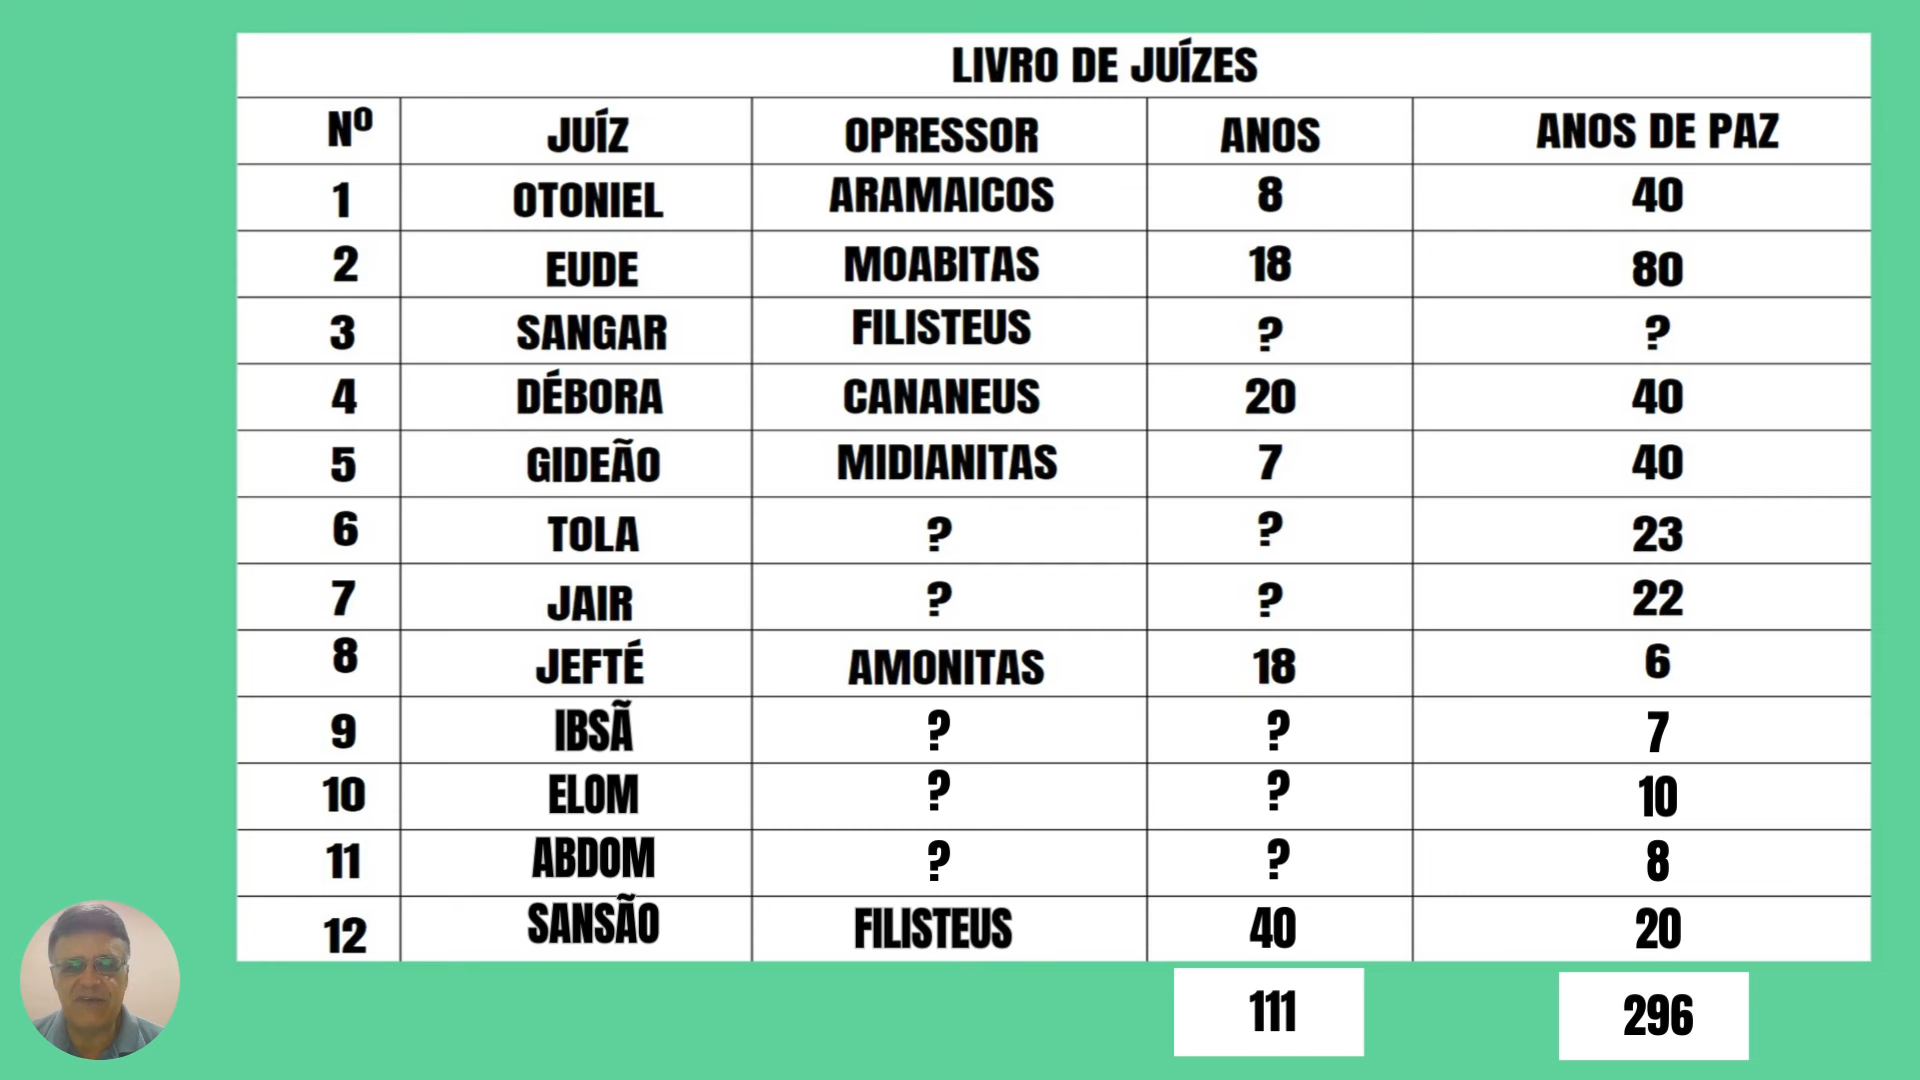 LIVRO DE JUÍZES
Nº JUÍZ OPRESSOR ANOS ANOS DE PAZ
1 OTONIEL ARAMAICOS 8 40
2 EUDE MOABITAS 18 80
3 SANGAR FILISTEUS ? ?
4 DÉBORA CANANEUS 20 40
5 GIDEÃO MIDIANITAS 7 40
6 TOLA ? ? 23
7 JAIR ? ? 22
8 JEFTÉ AMONITAS 18 6
9 IBSÃ ? ? 7
10 ELOM ? ? 10
11 ABDOM ? ? 8
12 SANSÃO FILISTEUS 40 20
111 296